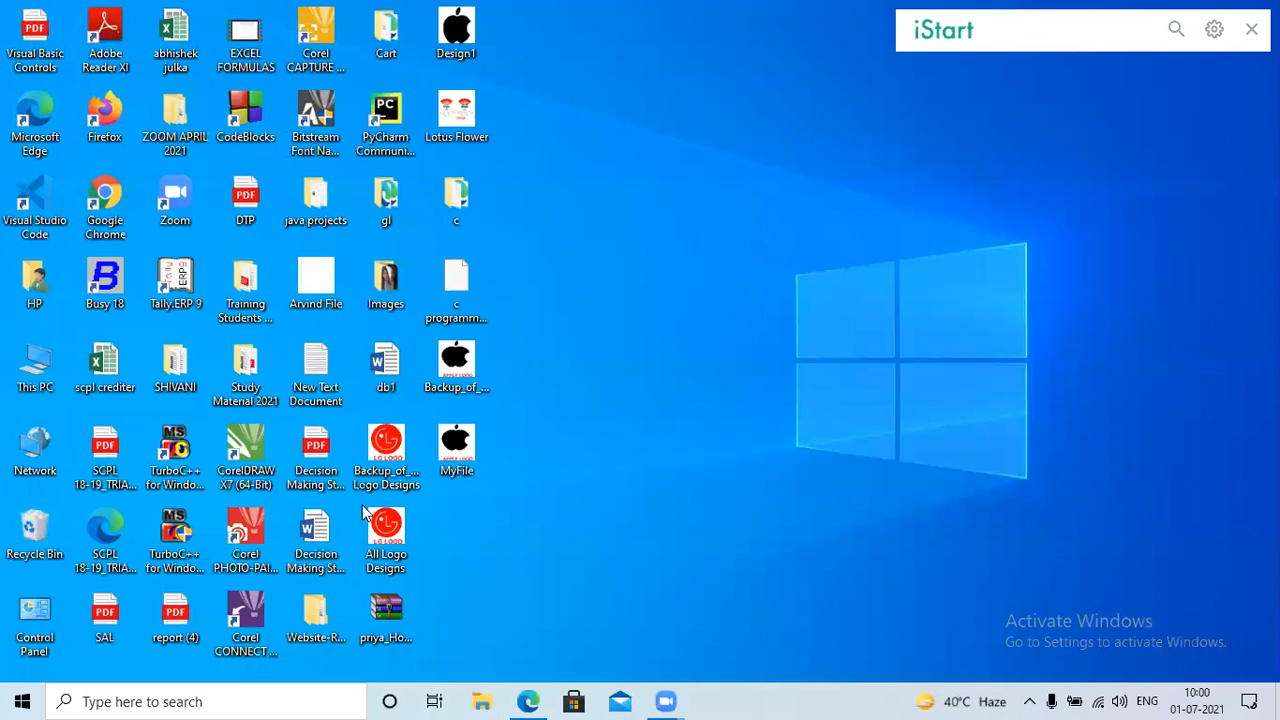 iStart
Visual Basic
Controls
Adobe
Reader XI
abhishek
julka
EXCEL
FORMULAS
Corel
CAPTURE ...
Cart
Design1
Microsoft
Edge
Firefox
ZOOM APRIL
2021
CodeBlocks
Bitstream
Font Na...
PyCharm
Communi...
Lotus Flower
Visual Studio
Code
Google
Chrome
Zoom
DTP
java projects
gl
c
HP
Busy 18
Tally.ERP 9
Training
Students ...
Arvind File
Images
c
programm...
This PC
scpl crediter
SHIVANI
Study
Material 2021
New Text
Document
db1
Backup_of_...
Network
SCPL
18-19_TRIA...
TurboC++
for Windo...
CorelDRAW
X7 (64-Bit)
Decision
Making St...
Backup_of_...
Logo Designs
MyFile
Recycle Bin
SCPL
18-19_TRIA...
TurboC++
for Windo...
Corel
PHOTO-PAI...
Decision
Making St...
All Logo
Designs
Control
Panel
SAL
report (4)
Corel
CONNECT ...
Website-R...
priya_Ho...
Activate Windows
Go to Settings to activate Windows.
Type here to search
40°C Haze
ENG
10:00
01-07-2021